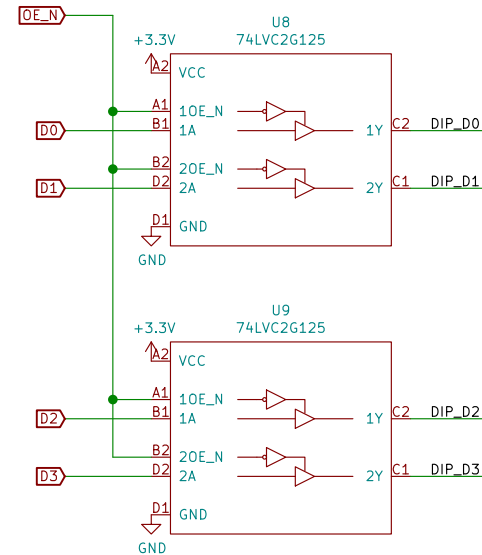 OE_N
U8
74LVC2G125
+3.3V
A2 VCC
A1 1OE_N
D0 B1 1A 1Y C2 DIP_D0
B2 2OE_N
D1 D2 2A 2Y C1 DIP_D1
D1 GND
GND
U9
74LVC2G125
+3.3V
A2 VCC
A1 1OE_N
D2 B1 1A 1Y C2 DIP_D2
B2 2OE_N
D3 D2 2A 2Y C1 DIP_D3
D1 GND
GND